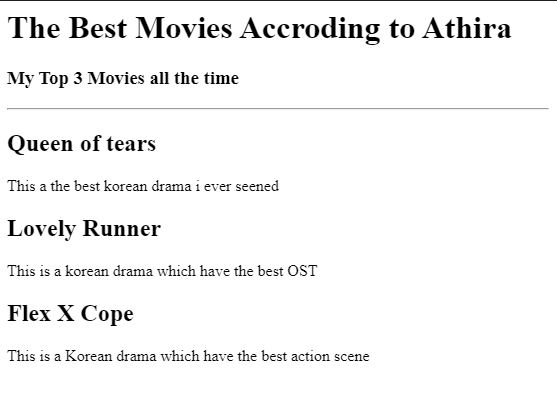 The Best Movies Accroding to Athira
My Top 3 Movies all the time
Queen of tears
This a the best korean drama i ever seened
Lovely Runner
This is a korean drama which have the best OST
Flex X Cope
This is a Korean drama which have the best action scene